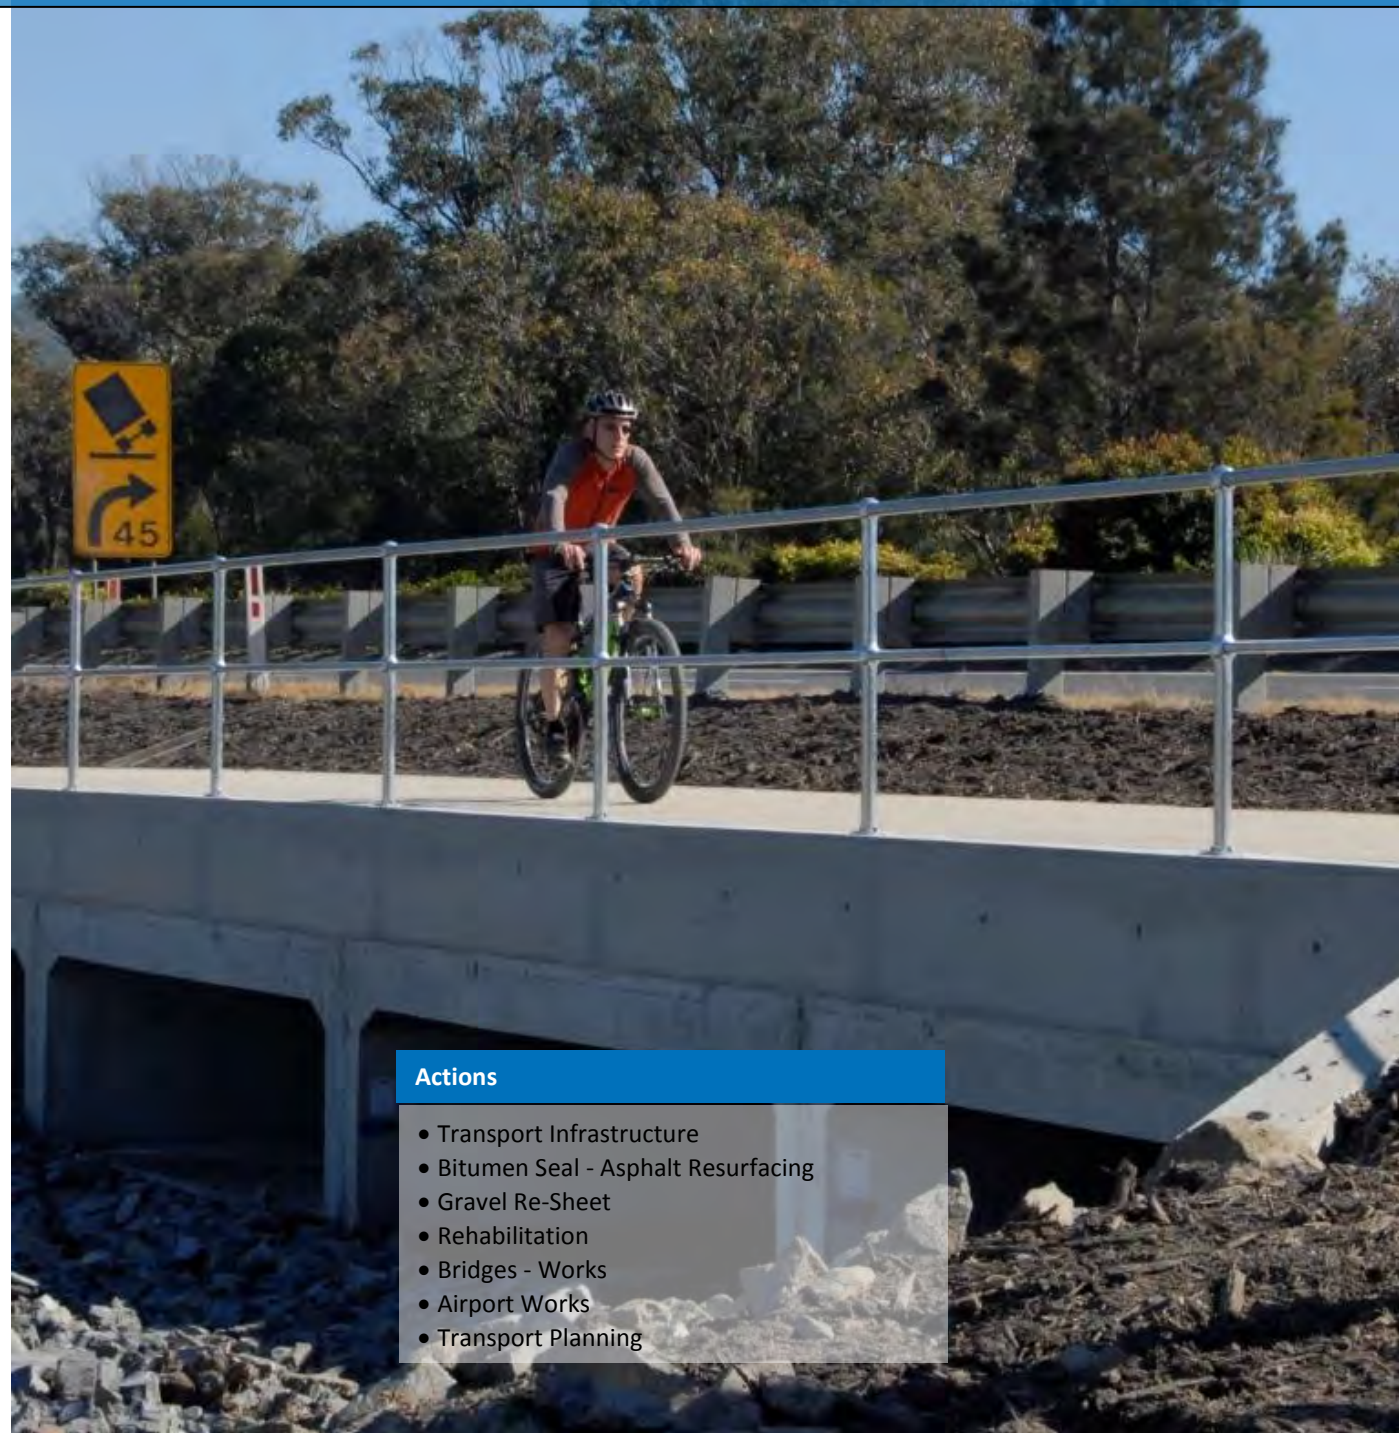 45
Actions
• Transport Infrastructure
• Bitumen Seal - Asphalt Resurfacing
• Gravel Re-Sheet
• Rehabilitation
• Bridges - Works
• Airport Works
• Transport Planning